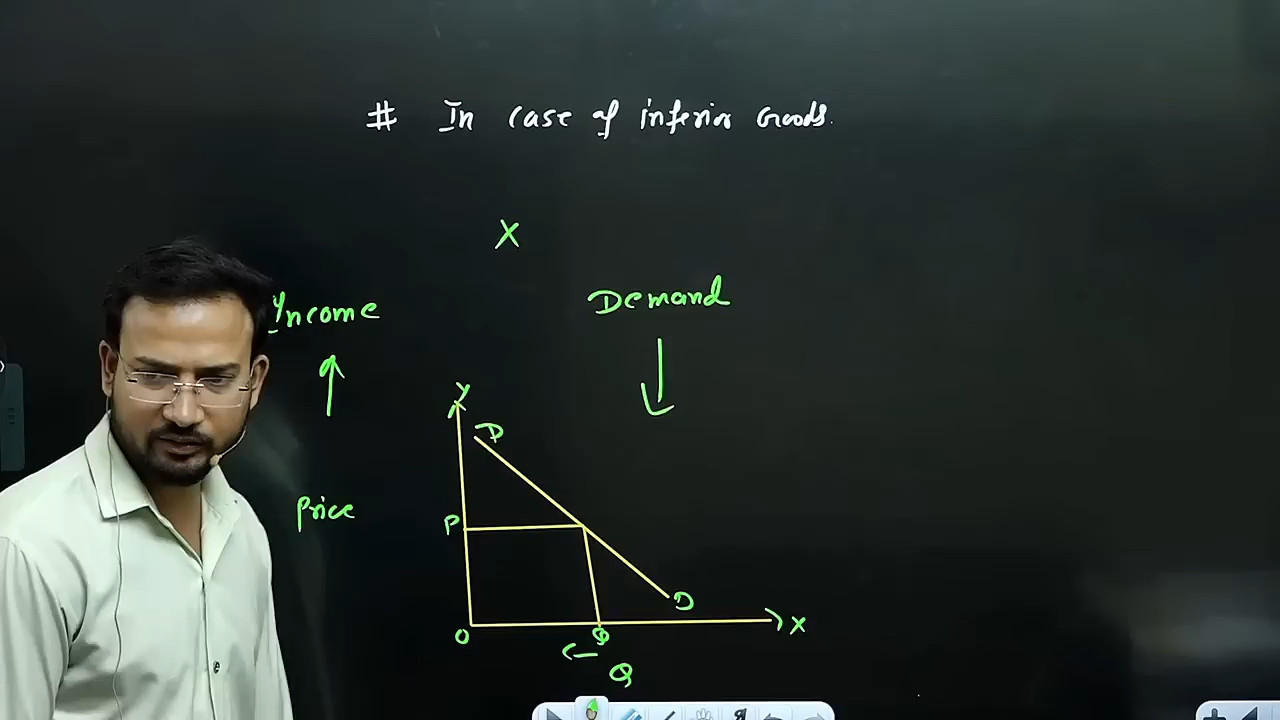 # In case of inferior Goods.
X
Income Demand
Y
D
Price P
D
O Q X
Q